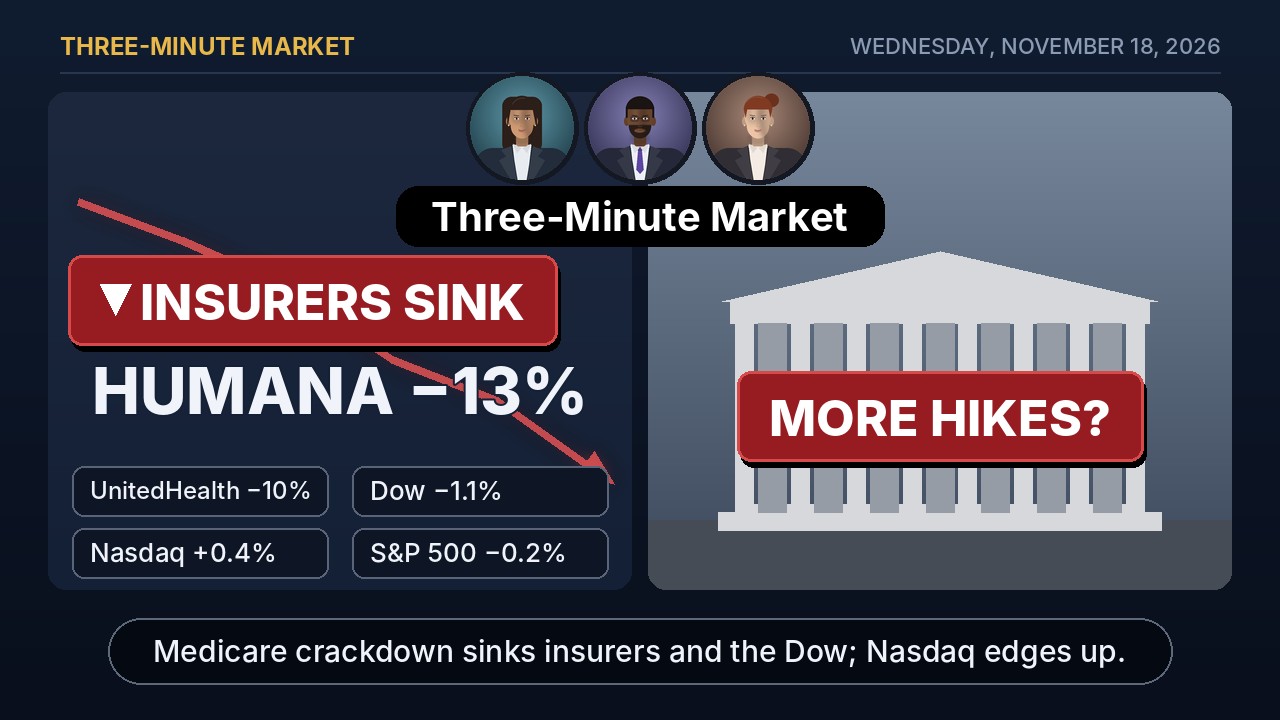 THREE-MINUTE MARKET
WEDNESDAY, NOVEMBER 18, 2026
Three-Minute Market
▼ INSURERS SINK
HUMANA −13%
UnitedHealth −10%
Dow −1.1%
Nasdaq +0.4%
S&P 500 −0.2%
MORE HIKES?
Medicare crackdown sinks insurers and the Dow; Nasdaq edges up.